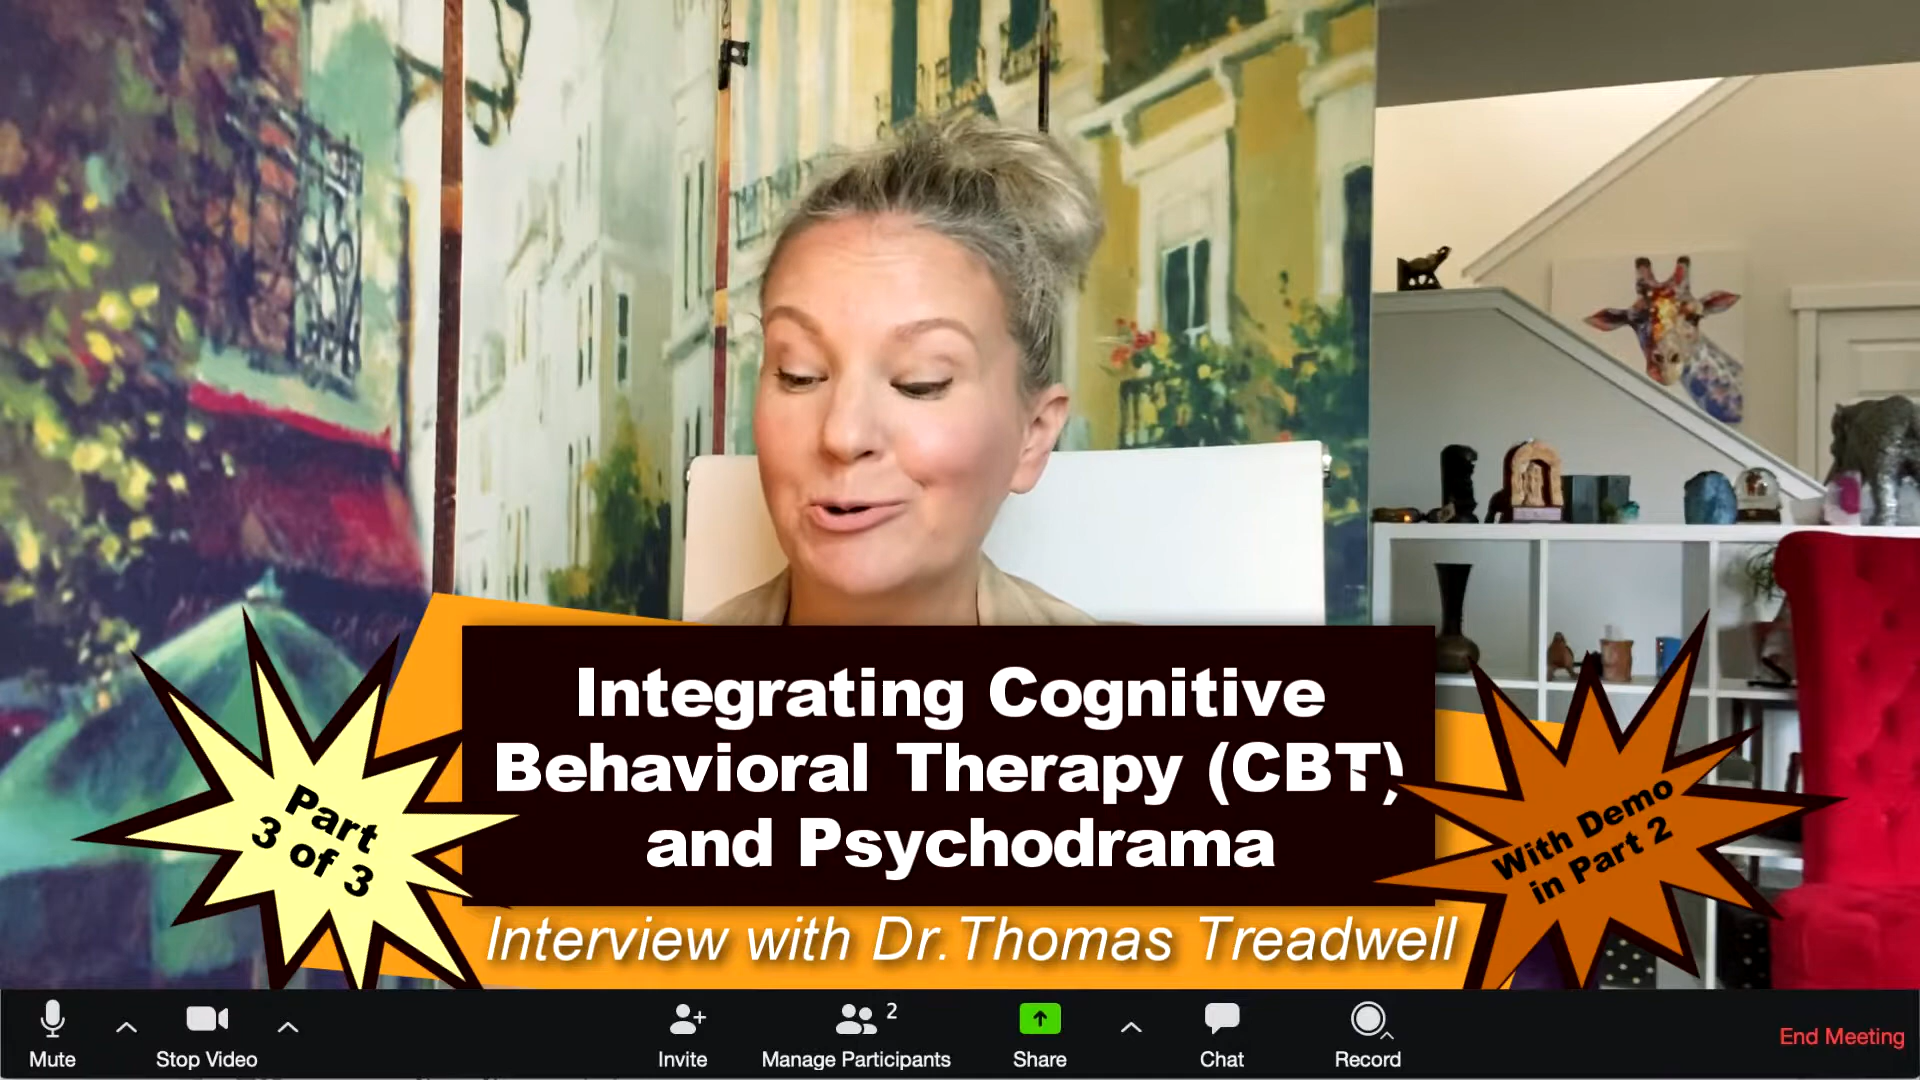 Integrating Cognitive
Behavioral Therapy (CBT),
and Psychodrama
Interview with Dr. Thomas Treadwell
Part
3 of 3
With Demo
in Part 2
2
Mute
Stop Video
Invite
Manage Participants
Share
Chat
Record
End Meeting